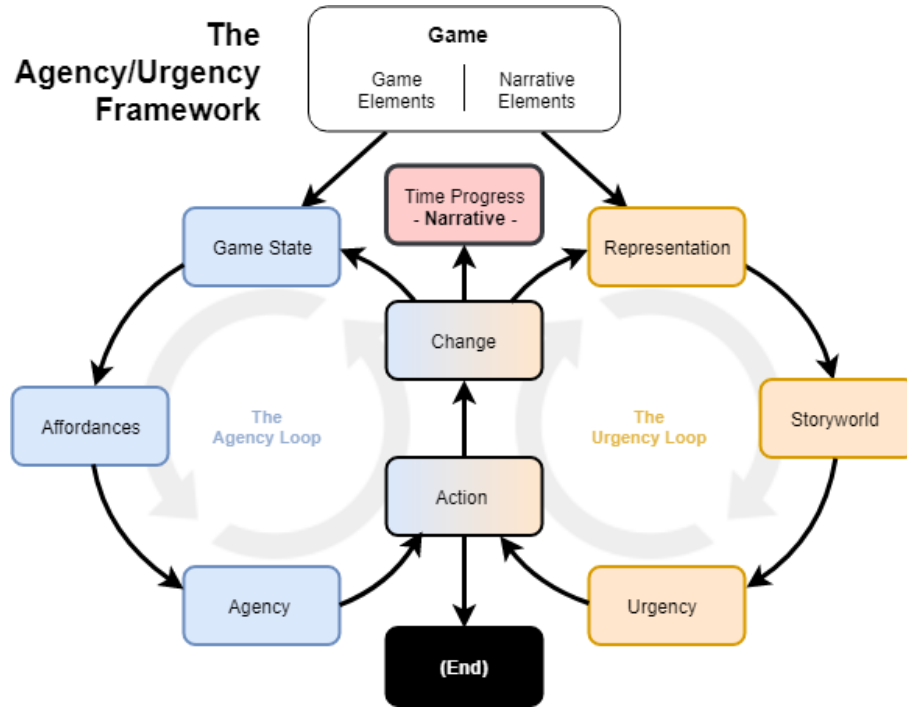 The
Agency/Urgency
Framework
Game
Game
Elements
Narrative
Elements
Time Progress
- Narrative -
Game State
Representation
Change
Affordances
The
Agency Loop
The
Urgency Loop
Storyworld
Action
Agency
Urgency
(End)